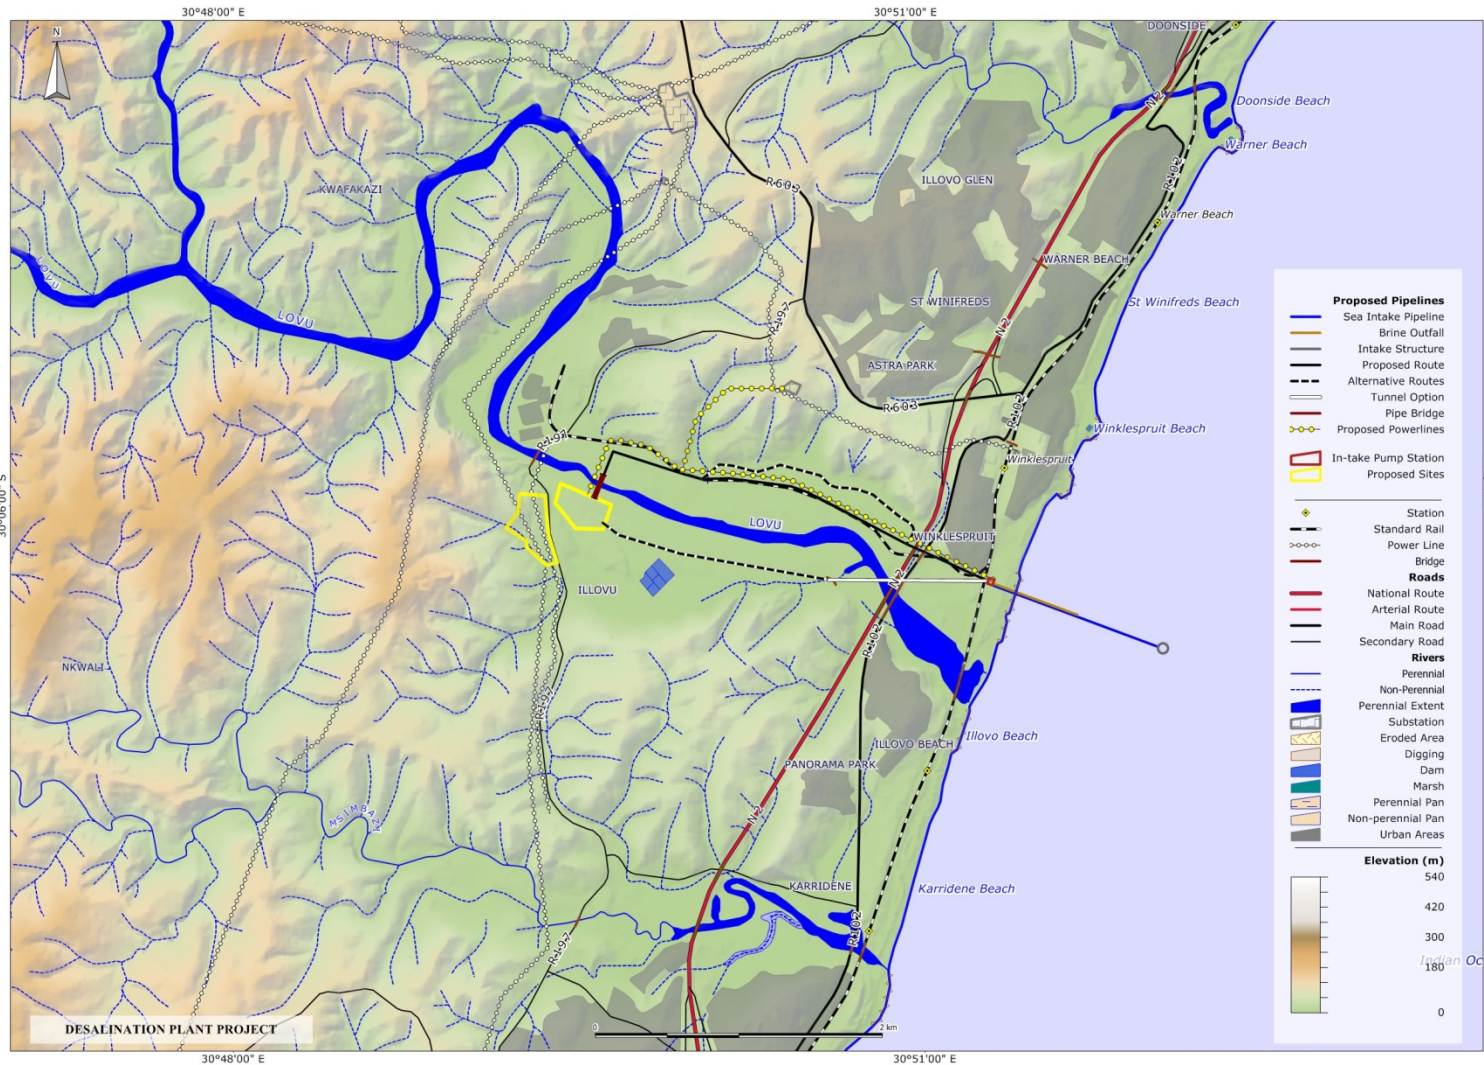 30°48'00" E
30°51'00" E
N
DOONSIDE
N2
Doonside Beach
Warner Beach
R102
R603
KWAFAKAZI
ILLOVO GLEN
Warner Beach
WARNER BEACH
LOVU
LOVU
R197
ST WINIFREDS
St Winifreds Beach
N2
ASTRA PARK
R603
R102
Winklespruit Beach
R197
Winklespruit
30°06'00" S
LOVU
WINKLESPRUIT
N2
ILLOVU
R102
NKWALI
R197
ILLOVO BEACH
Illovo Beach
PANORAMA PARK
N2
MSIMBAZI
KARRIDENE
Karridene Beach
R102
R197
Indian Oc
DESALINATION PLANT PROJECT
0
2 km
30°48'00" E
30°51'00" E
Proposed Pipelines
Sea Intake Pipeline
Brine Outfall
Intake Structure
Proposed Route
Alternative Routes
Tunnel Option
Pipe Bridge
Proposed Powerlines
In-take Pump Station
Proposed Sites
Station
Standard Rail
Power Line
Bridge
Roads
National Route
Arterial Route
Main Road
Secondary Road
Rivers
Perennial
Non-Perennial
Perennial Extent
Substation
Eroded Area
Digging
Dam
Marsh
Perennial Pan
Non-perennial Pan
Urban Areas
Elevation (m)
540
420
300
180
0